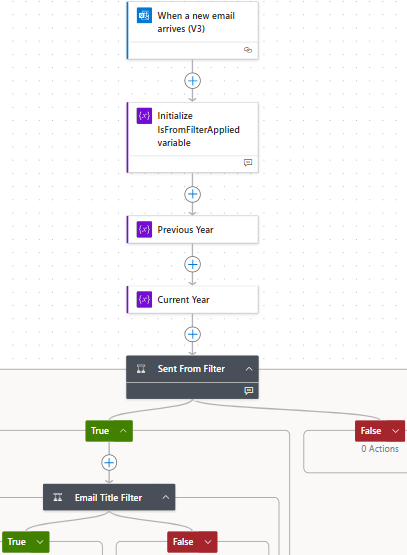 When a new email
arrives (V3)
Initialize
IsFromFilterApplied
variable
{x}
Previous Year
{x}
Current Year
{x}
Sent From Filter
True
False
0 Actions
Email Title Filter
True
False